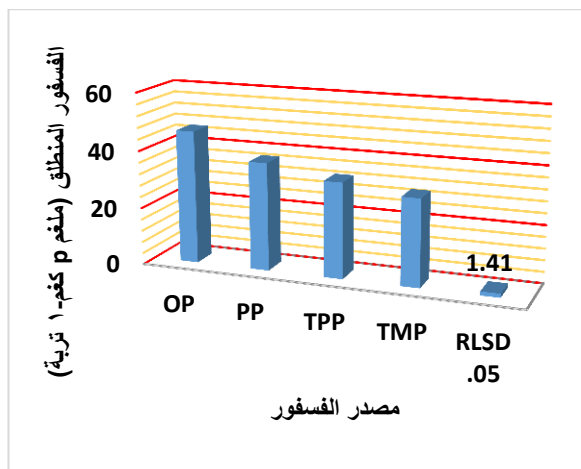 الفسفور المنطلق (ملغم p كغم-١ تربة)
60
40
20
0
1.41
OP
PP
TPP
TMP
RLSD
.05
مصدر الفسفور